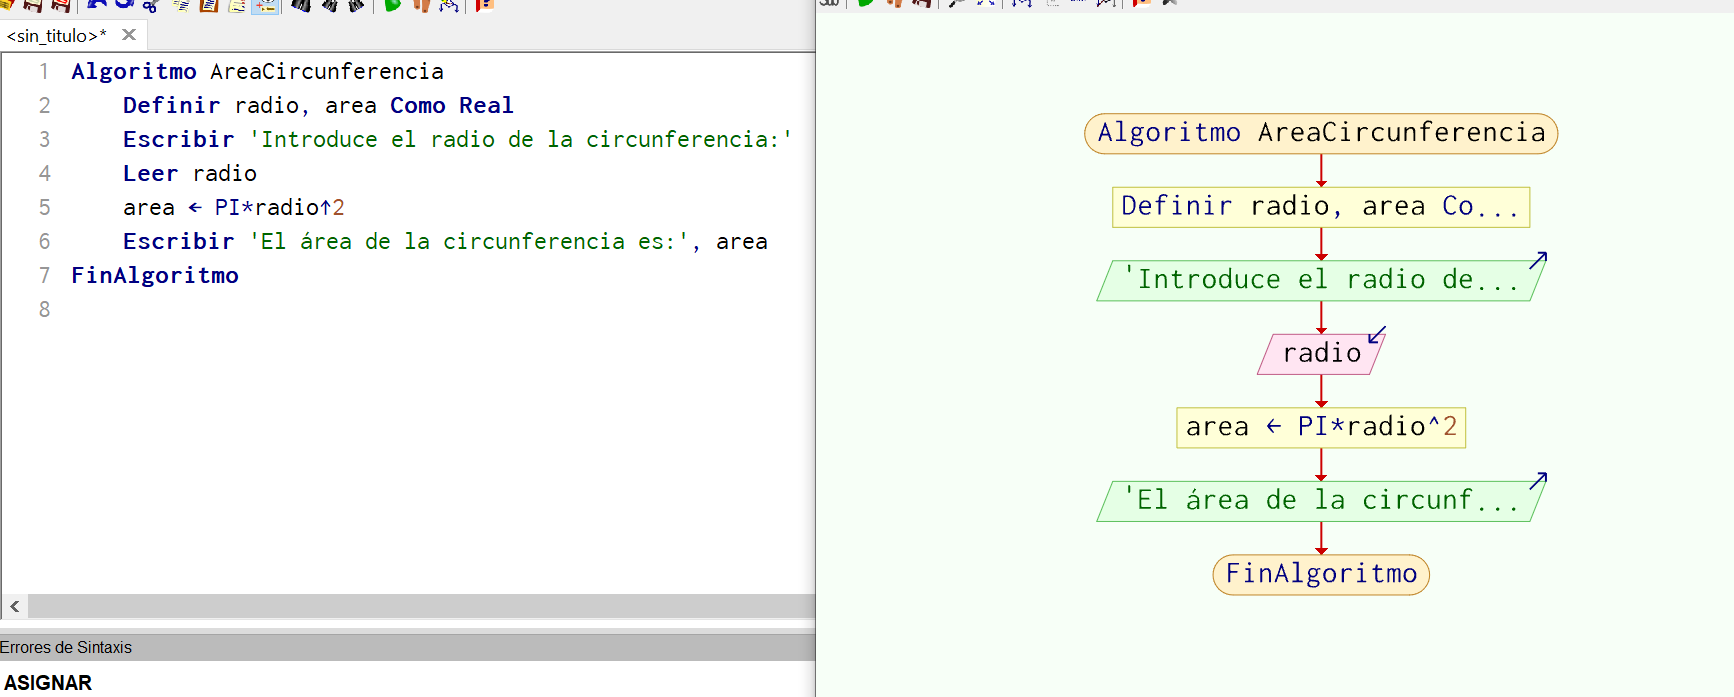 <sin_titulo>*
1 Algoritmo AreaCircunferencia
2 Definir radio, area Como Real
3 Escribir 'Introduce el radio de la circunferencia:'
4 Leer radio
5 area ← PI*radio↑2
6 Escribir 'El área de la circunferencia es:', area
7 FinAlgoritmo
8
Errores de Sintaxis
ASIGNAR
Algoritmo AreaCircunferencia
Definir radio, area Co...
'Introduce el radio de...
radio
area ← PI*radio^2
'El área de la circunf...
FinAlgoritmo